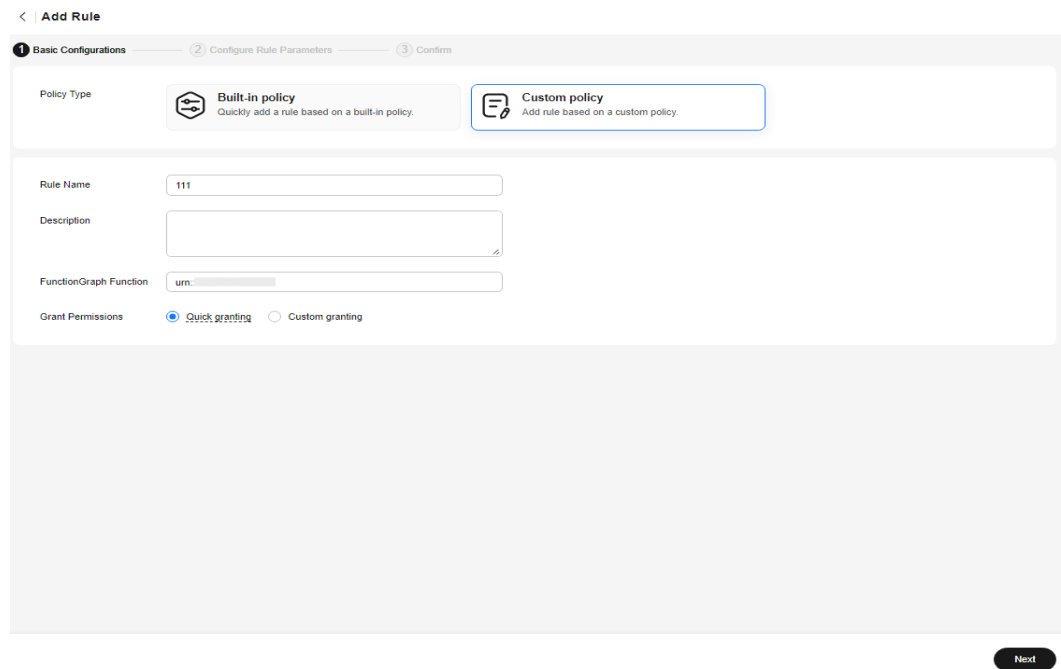 Add Rule
1 Basic Configurations 2 Configure Rule Parameters 3 Confirm
Policy Type
Built-in policy
Quickly add a rule based on a built-in policy.
Custom policy
Add rule based on a custom policy.
Rule Name 111
Description
FunctionGraph Function urn:
Grant Permissions Quick granting Custom granting
Next